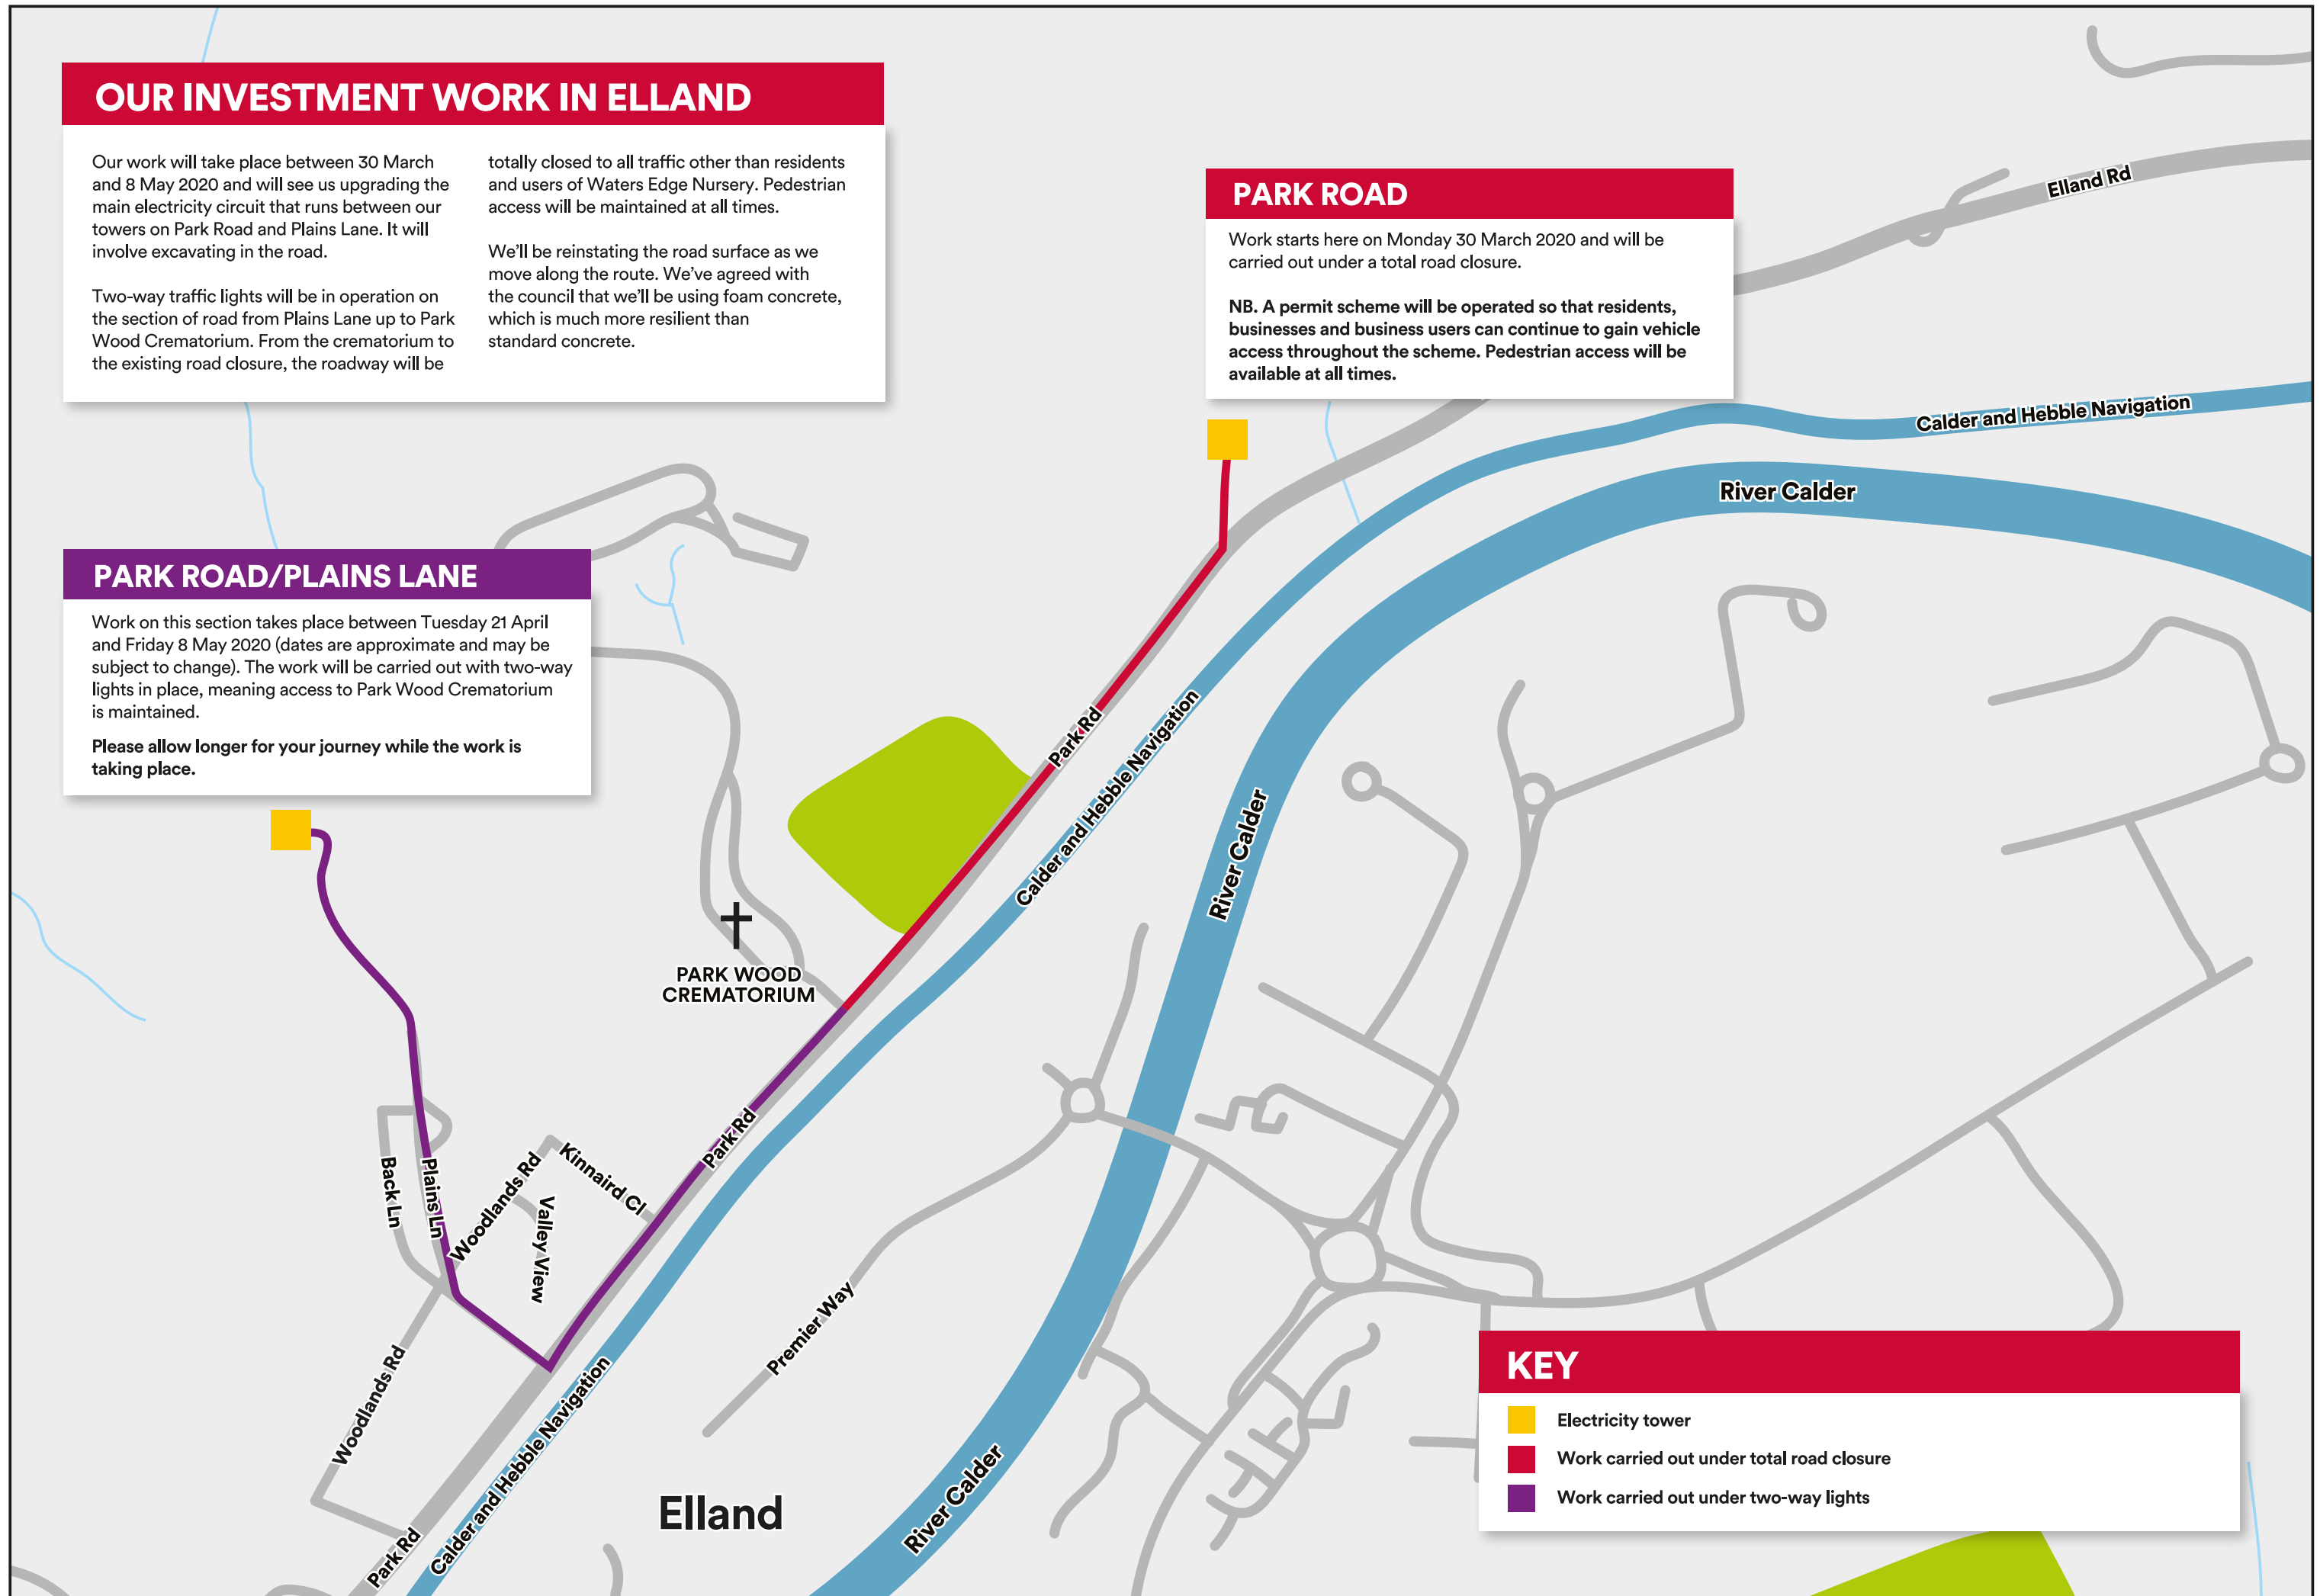 OUR INVESTMENT WORK IN ELLAND
Our work will take place between 30 March
and 8 May 2020 and will see us upgrading the
main electricity circuit that runs between our
towers on Park Road and Plains Lane. It will
involve excavating in the road.
Two-way traffic lights will be in operation on
the section of road from Plains Lane up to Park
Wood Crematorium. From the crematorium to
the existing road closure, the roadway will be
totally closed to all traffic other than residents
and users of Waters Edge Nursery. Pedestrian
access will be maintained at all times.
We'll be reinstating the road surface as we
move along the route. We've agreed with
the council that we'll be using foam concrete,
which is much more resilient than
standard concrete.
PARK ROAD
Work starts here on Monday 30 March 2020 and will be
carried out under a total road closure.
NB. A permit scheme will be operated so that residents,
businesses and business users can continue to gain vehicle
access throughout the scheme. Pedestrian access will be
available at all times.
Elland Rd
Calder and Hebble Navigation
River Calder
PARK ROAD/PLAINS LANE
Work on this section takes place between Tuesday 21 April
and Friday 8 May 2020 (dates are approximate and may be
subject to change). The work will be carried out with two-way
lights in place, meaning access to Park Wood Crematorium
is maintained.
Please allow longer for your journey while the work is
taking place.
Park Rd
Calder and Hebble Navigation
River Calder
PARK WOOD
CREMATORIUM
Park Rd
Back Ln
Plains Ln
Woodlands Rd
Kinnaird Cl
Valley View
Premier Way
Woodlands Rd
Calder and Hebble Navigation
Park Rd
Elland
River Calder
KEY
Electricity tower
Work carried out under total road closure
Work carried out under two-way lights